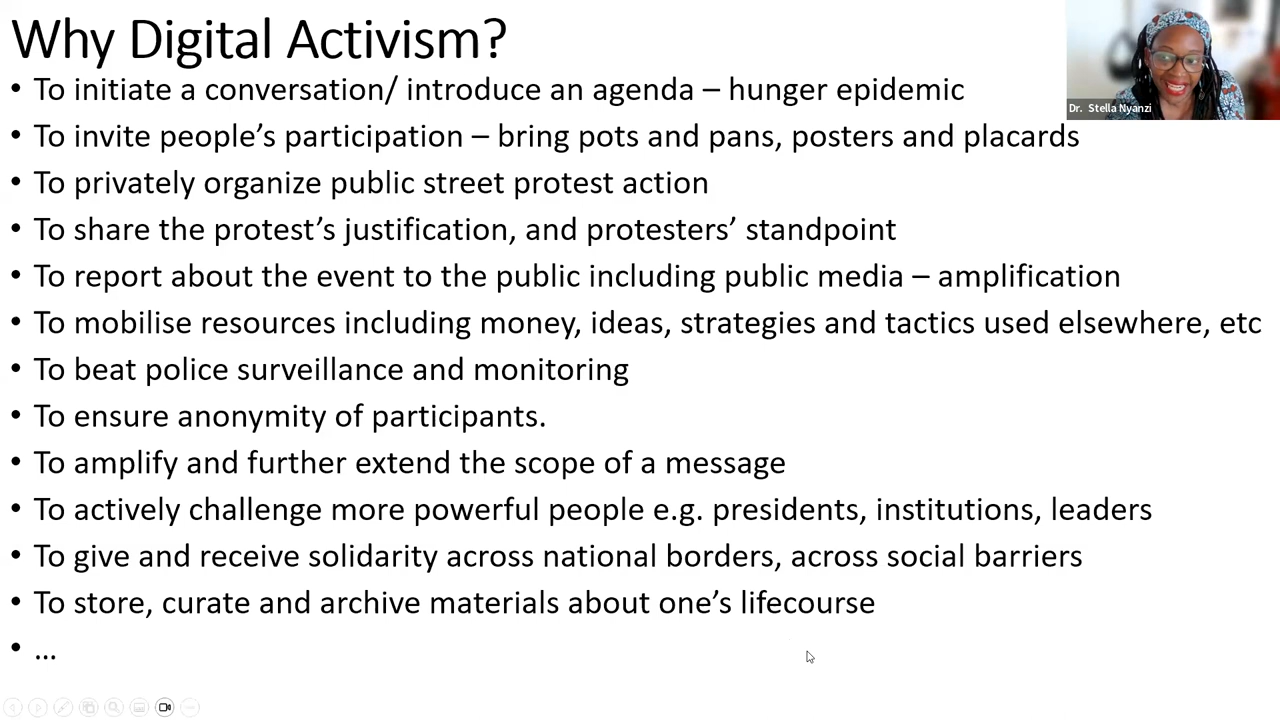 Why Digital Activism?
Dr. Stella Nyanzi
• To initiate a conversation/ introduce an agenda – hunger epidemic
• To invite people's participation – bring pots and pans, posters and placards
• To privately organize public street protest action
• To share the protest's justification, and protesters' standpoint
• To report about the event to the public including public media – amplification
• To mobilise resources including money, ideas, strategies and tactics used elsewhere, etc
• To beat police surveillance and monitoring
• To ensure anonymity of participants.
• To amplify and further extend the scope of a message
• To actively challenge more powerful people e.g. presidents, institutions, leaders
• To give and receive solidarity across national borders, across social barriers
• To store, curate and archive materials about one's lifecourse
• ...